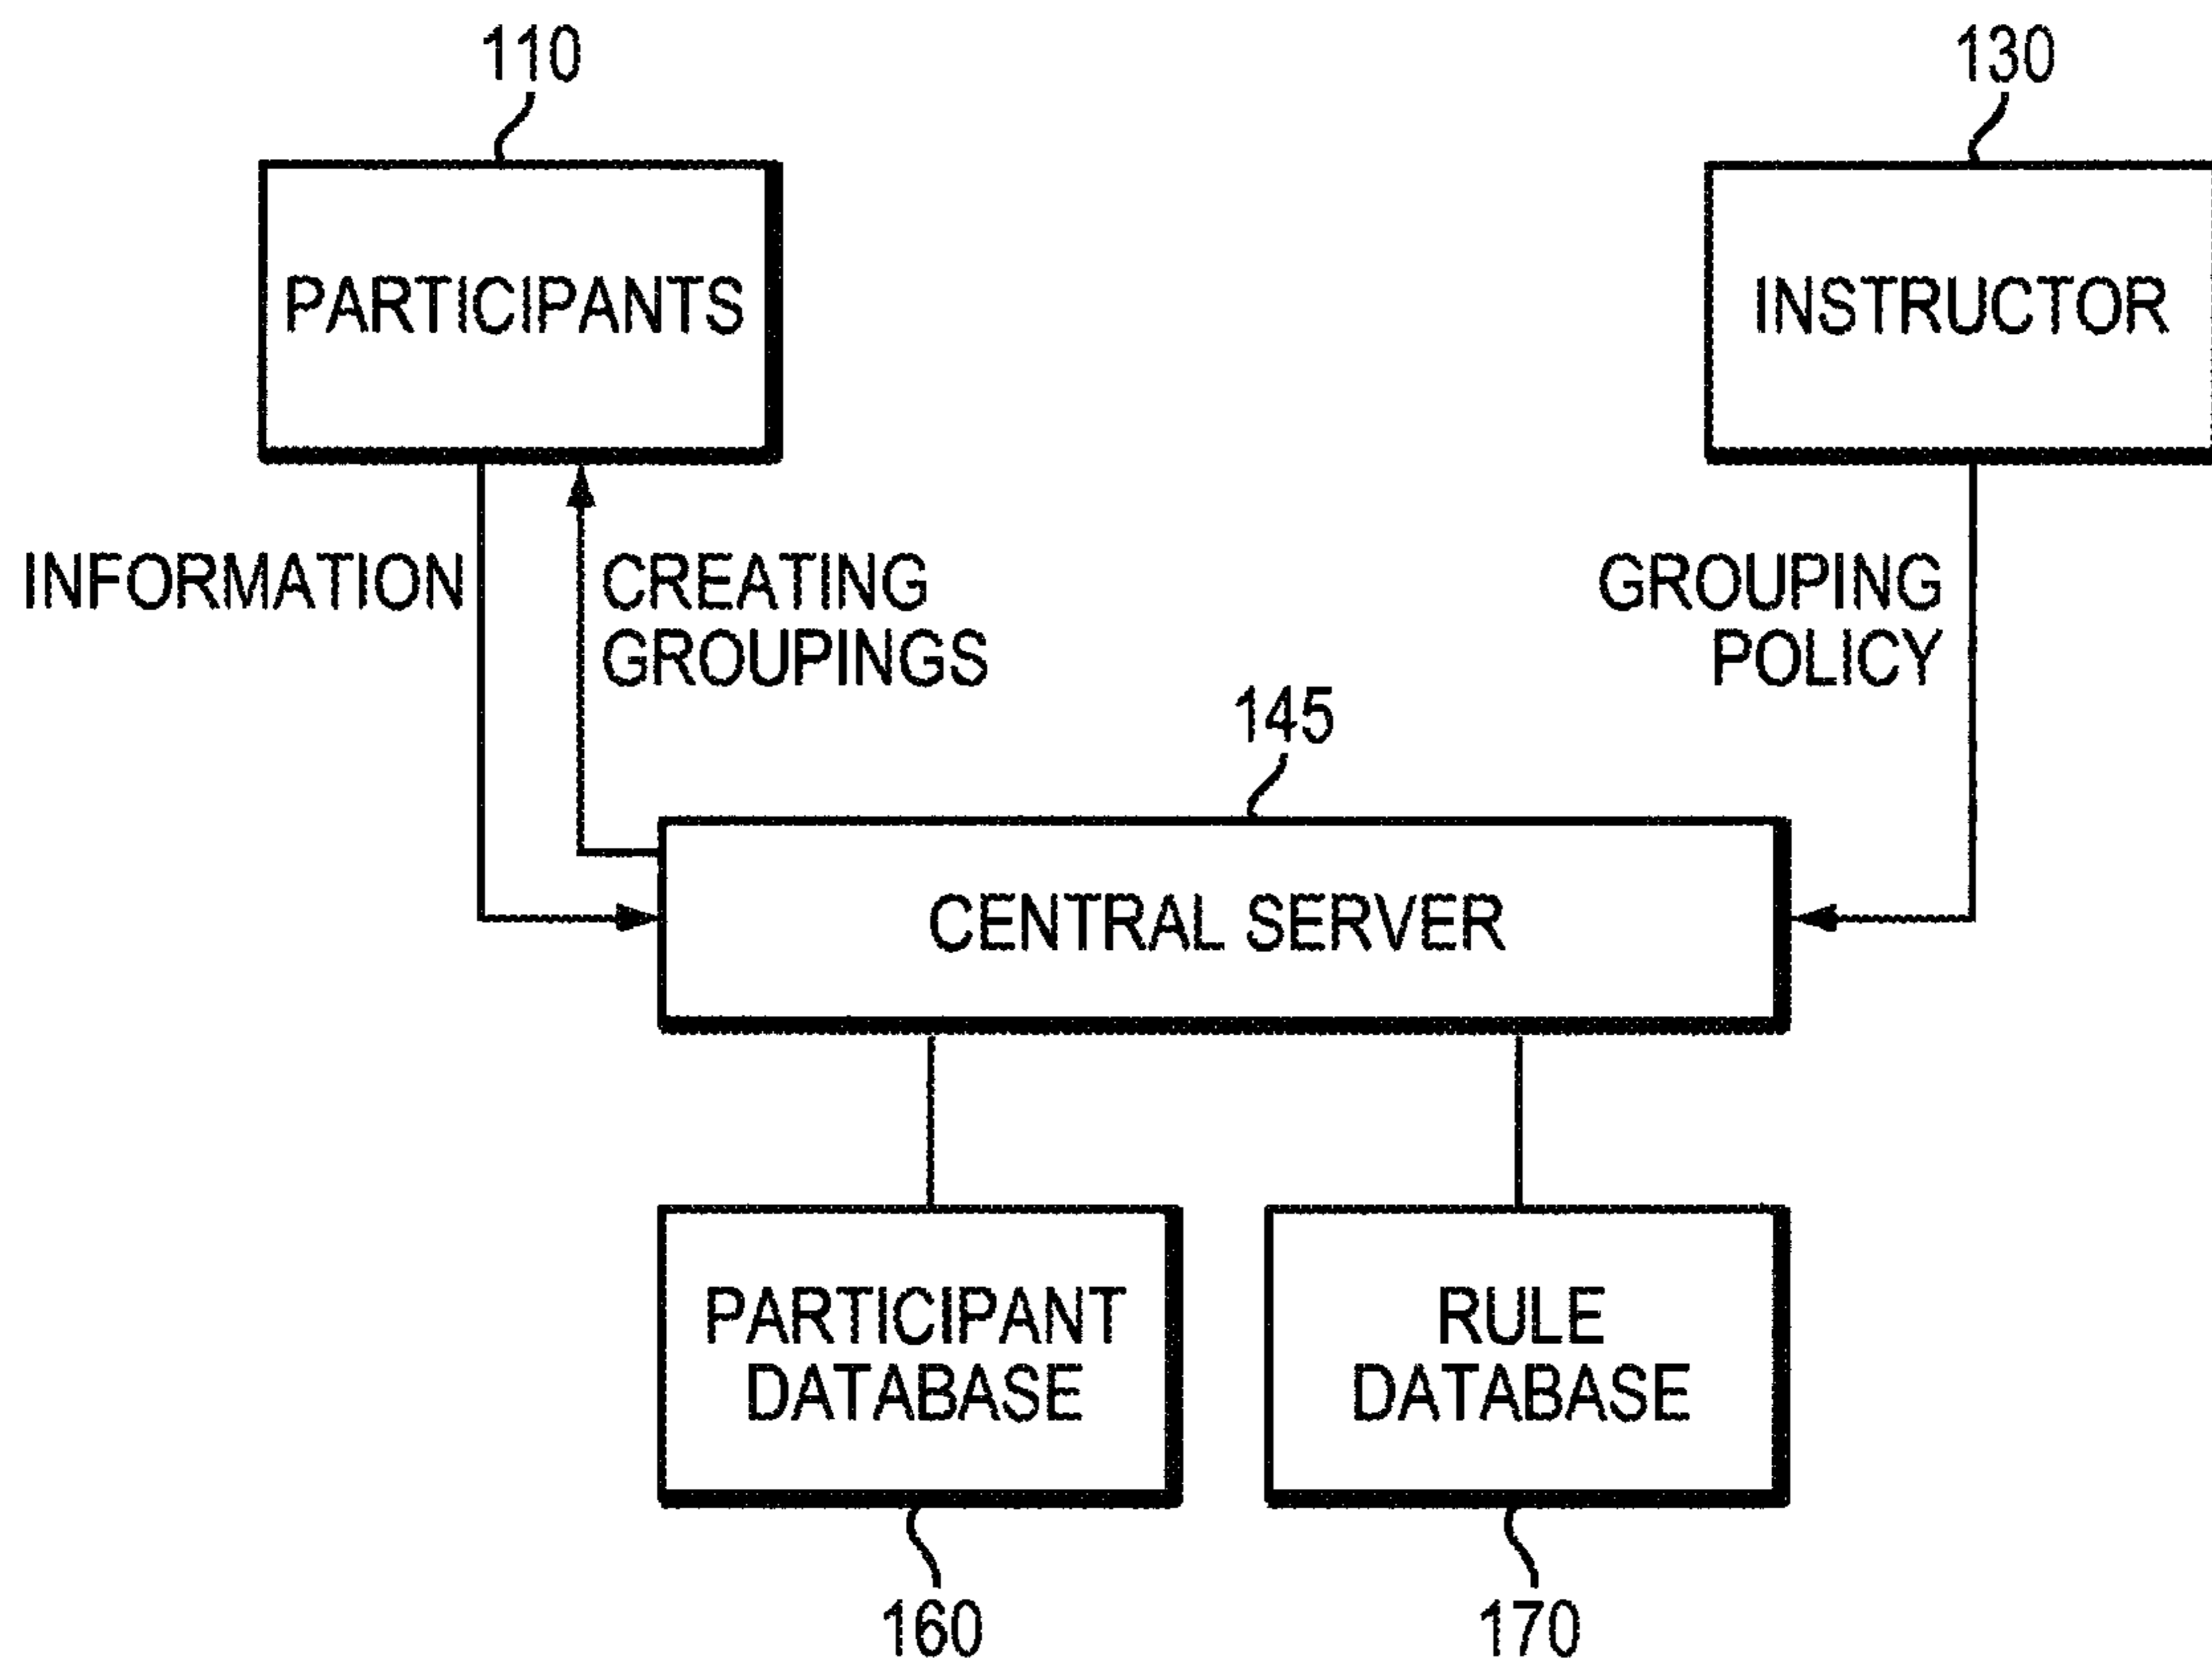 110
130
PARTICIPANTS
INSTRUCTOR
INFORMATION
CREATING
GROUPINGS
GROUPING
POLICY
145
CENTRAL SERVER
PARTICIPANT
DATABASE
RULE
DATABASE
160
170